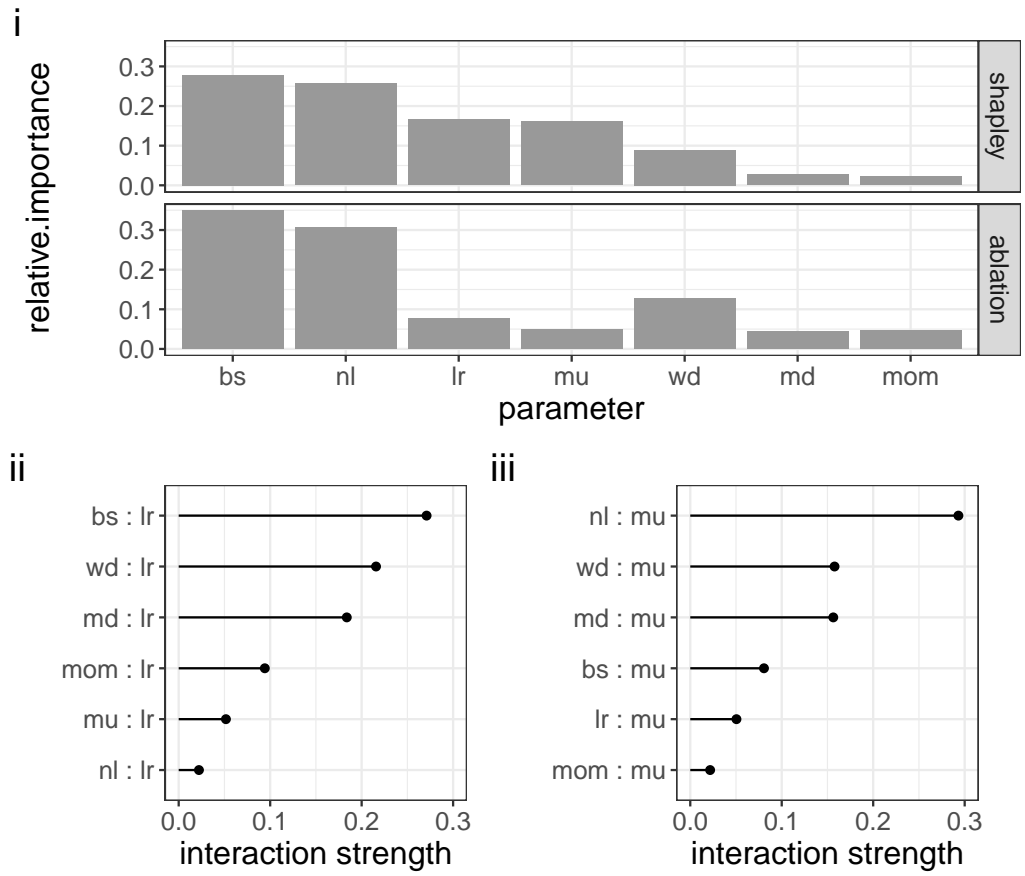 i
relative.importance
0.3
0.2
0.1
0.0
shapley
0.3
0.2
0.1
0.0
ablation
bs nl lr mu wd md mom
parameter
ii
bs : lr
wd : lr
md : lr
mom : lr
mu : lr
nl : lr
0.0 0.1 0.2 0.3
interaction strength
iii
nl : mu
wd : mu
md : mu
bs : mu
lr : mu
mom : mu
0.0 0.1 0.2 0.3
interaction strength